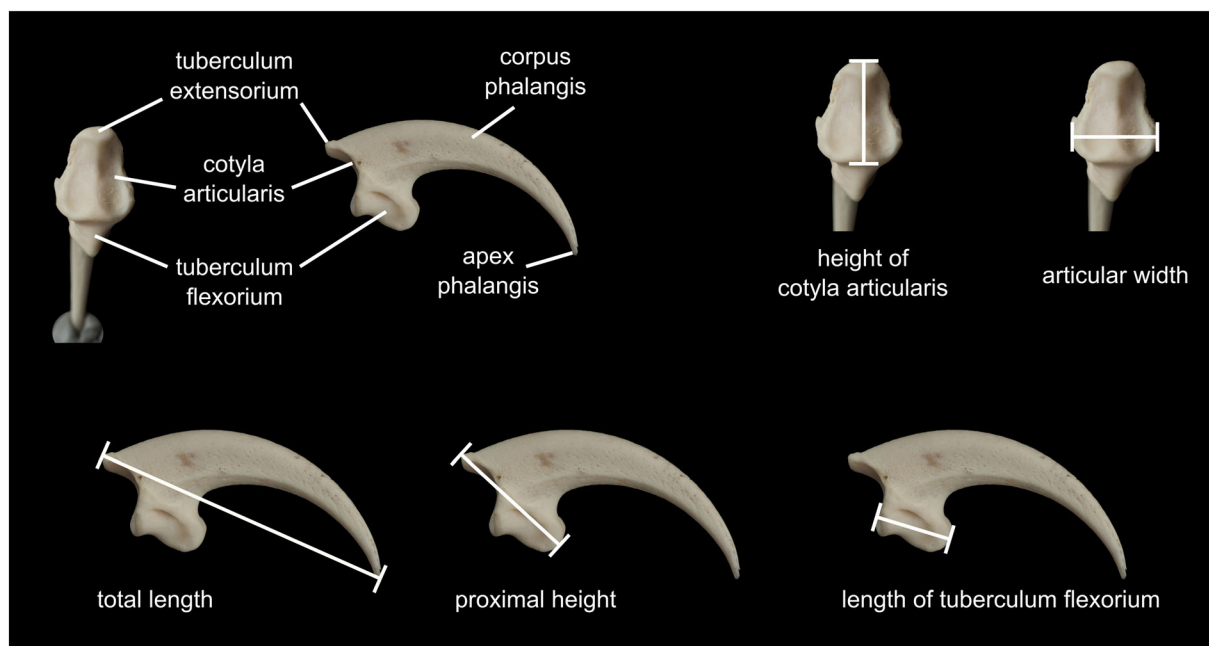 tuberculum
extensorium
corpus
phalangis
cotyla
articularis
tuberculum
flexorium
apex
phalangis
height of
cotyla articularis
articular width
total length
proximal height
length of tuberculum flexorium